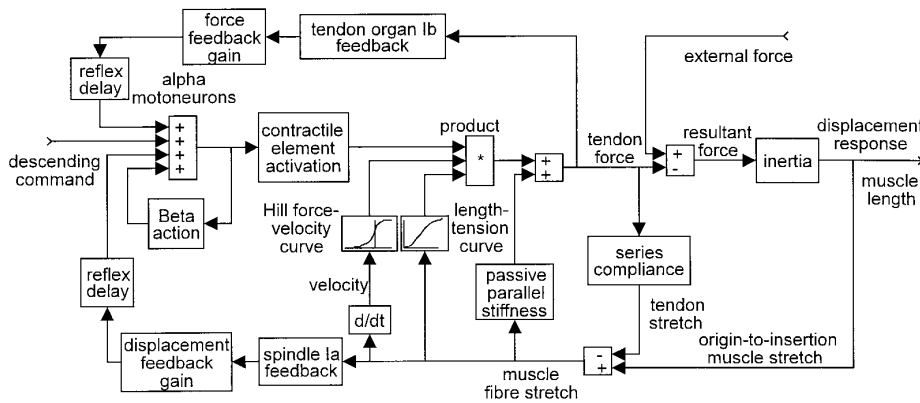 force
feedback
gain
tendon organ Ib
feedback
external force
reflex
delay
alpha
motoneurons
descending
command
+
+
+
+
contractile
element
activation
product
*
+
+
tendon
force
+
-
resultant
force
inertia
displacement
response
muscle
length
Beta
action
Hill force-
velocity
curve
length-
tension
curve
series
compliance
reflex
delay
velocity
d/dt
passive
parallel
stiffness
tendon
stretch
displacement
feedback
gain
spindle Ia
feedback
muscle
fibre stretch
-
+
origin-to-insertion
muscle stretch